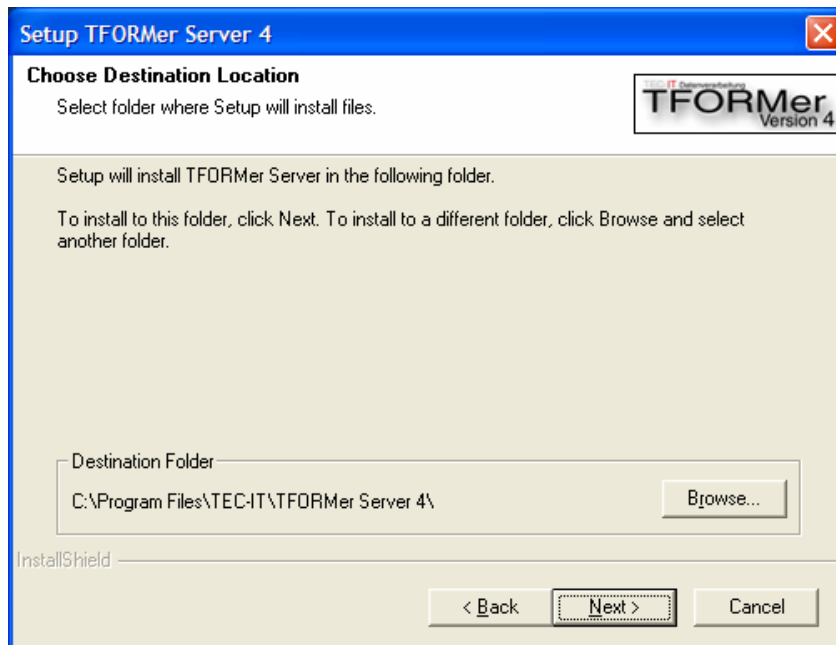 Setup TFORMer Server 4
Choose Destination Location
Select folder where Setup will install files.
TEC-IT Datenverarbeitung
TFORMer
Version 4
Setup will install TFORMer Server in the following folder.
To install to this folder, click Next. To install to a different folder, click Browse and select
another folder.
Destination Folder
C:\Program Files\TEC-IT\TFORMer Server 4\
Browse...
InstallShield
< Back
Next >
Cancel